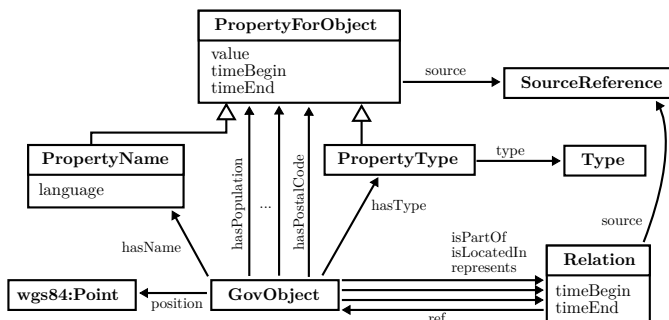 PropertyForObject
value
timeBegin
timeEnd
source
SourceReference
PropertyName
language
PropertyType
type
Type
hasPopulation
...
hasPostalCode
hasType
hasName
isPartOf
isLocatedIn
represents
source
Relation
timeBegin
timeEnd
wgs84:Point
position
GovObject
ref